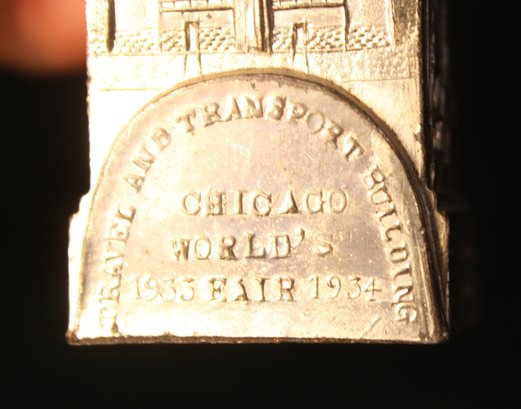 TRAVEL AND TRANSPORT BUILDING
CHICAGO
WORLD'S
1933 FAIR 1934